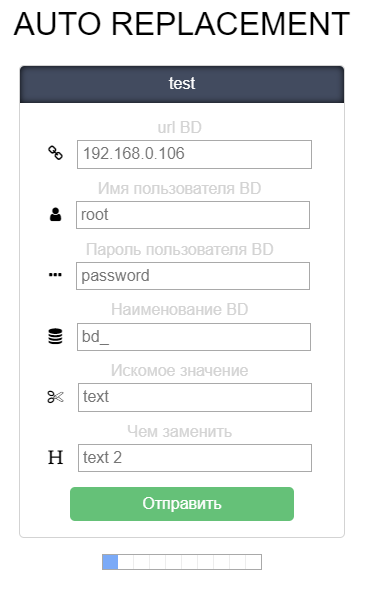 AUTO REPLACEMENT
test
url BD
192.168.0.106
Имя пользователя BD
root
Пароль пользователя BD
password
Наименование BD
bd_
Искомое значение
text
Чем заменить
text 2
Отправить